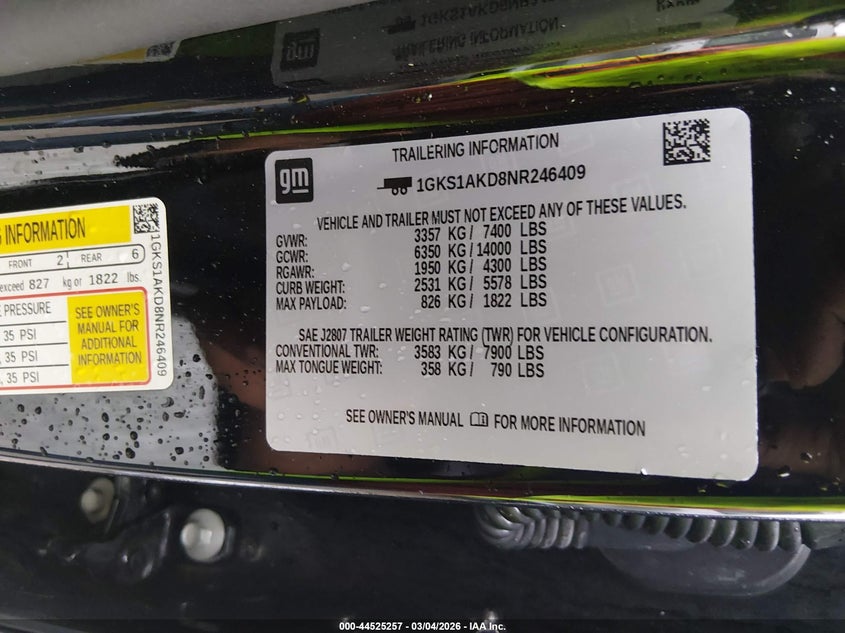 1GKS1AKD8NR246409
TRAILERING INFORMATION
gm
TRAILERING INFORMATION
1GKS1AKD8NR246409
VEHICLE AND TRAILER MUST NOT EXCEED ANY OF THESE VALUES.
GVWR: 3357 KG / 7400 LBS
GCWR: 6350 KG / 14000 LBS
RGAWR: 1950 KG / 4300 LBS
CURB WEIGHT: 2531 KG / 5578 LBS
MAX PAYLOAD: 826 KG / 1822 LBS
SAE J2807 TRAILER WEIGHT RATING (TWR) FOR VEHICLE CONFIGURATION.
CONVENTIONAL TWR: 3583 KG / 7900 LBS
MAX TONGUE WEIGHT: 358 KG / 790 LBS
SEE OWNER'S MANUAL FOR MORE INFORMATION
INFORMATION
FRONT 2 REAR 6
exceed 827 kg or 1822 lbs.
PRESSURE
35 PSI
, 35 PSI
, 35 PSI
SEE OWNER'S
MANUAL FOR
ADDITIONAL
INFORMATION
1GKS1AKD8NR246409
000-44525257 - 03/04/2026 - IAA Inc.